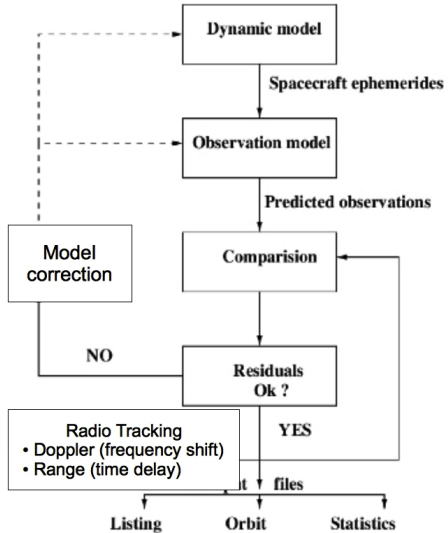 Dynamic model
Spacecraft ephemerides
Observation model
Predicted observations
Model
correction
Comparision
NO
Residuals
Ok ?
YES
Radio Tracking
• Doppler (frequency shift)
• Range (time delay)
files
Listing Orbit Statistics